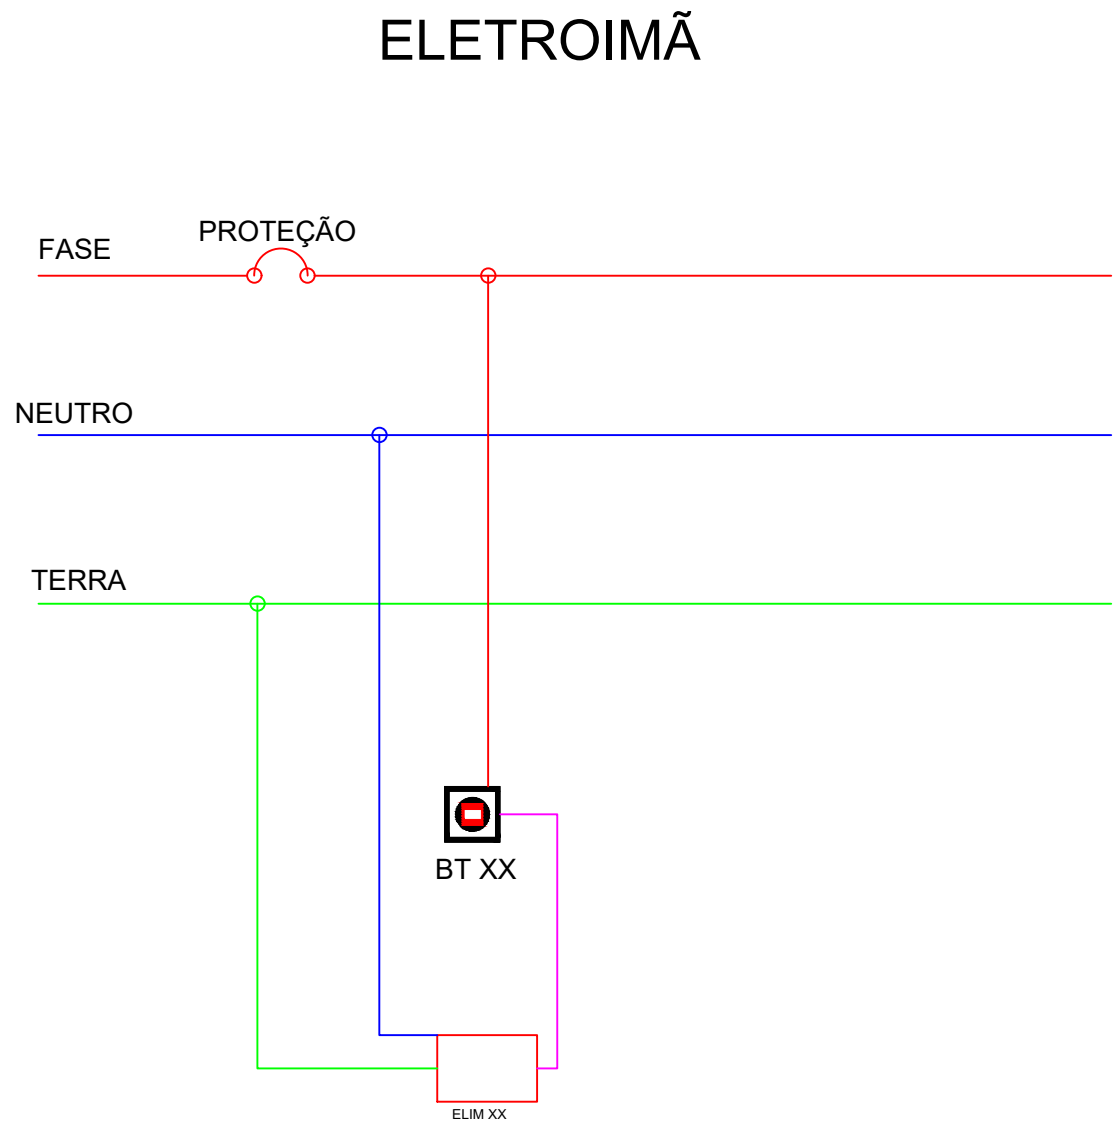 ELETROIMÃ
PROTEÇÃO
FASE
NEUTRO
TERRA
BT XX
ELIM XX